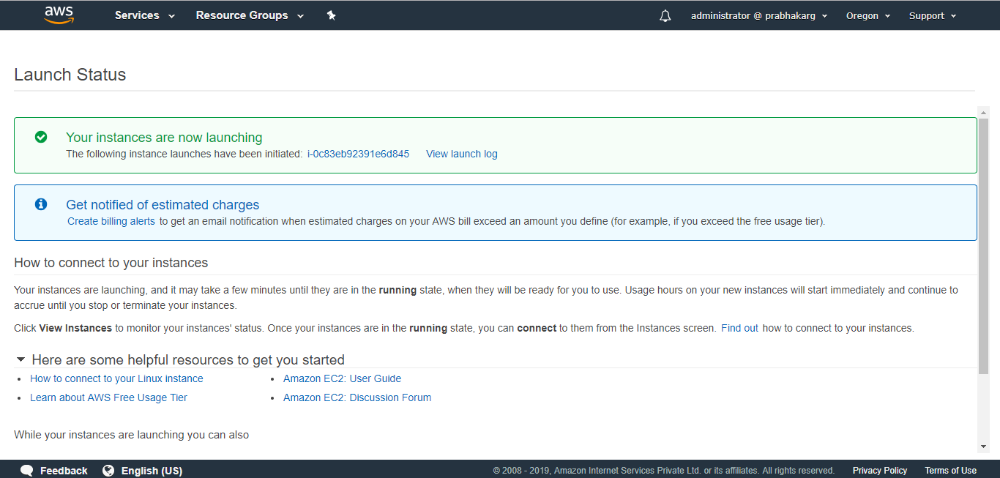 aws Services Resource Groups administrator @ prabhakarg Oregon Support
Launch Status
Your instances are now launching
The following instance launches have been initiated: i-0c83eb92391e6d845 View launch log
Get notified of estimated charges
Create billing alerts to get an email notification when estimated charges on your AWS bill exceed an amount you define (for example, if you exceed the free usage tier).
How to connect to your instances
Your instances are launching, and it may take a few minutes until they are in the running state, when they will be ready for you to use. Usage hours on your new instances will start immediately and continue to
accrue until you stop or terminate your instances.
Click View Instances to monitor your instances' status. Once your instances are in the running state, you can connect to them from the Instances screen. Find out how to connect to your instances.
Here are some helpful resources to get you started
• How to connect to your Linux instance • Amazon EC2: User Guide
• Learn about AWS Free Usage Tier • Amazon EC2: Discussion Forum
While your instances are launching you can also
Feedback English (US) © 2008 - 2019, Amazon Internet Services Private Ltd. or its affiliates. All rights reserved. Privacy Policy Terms of Use